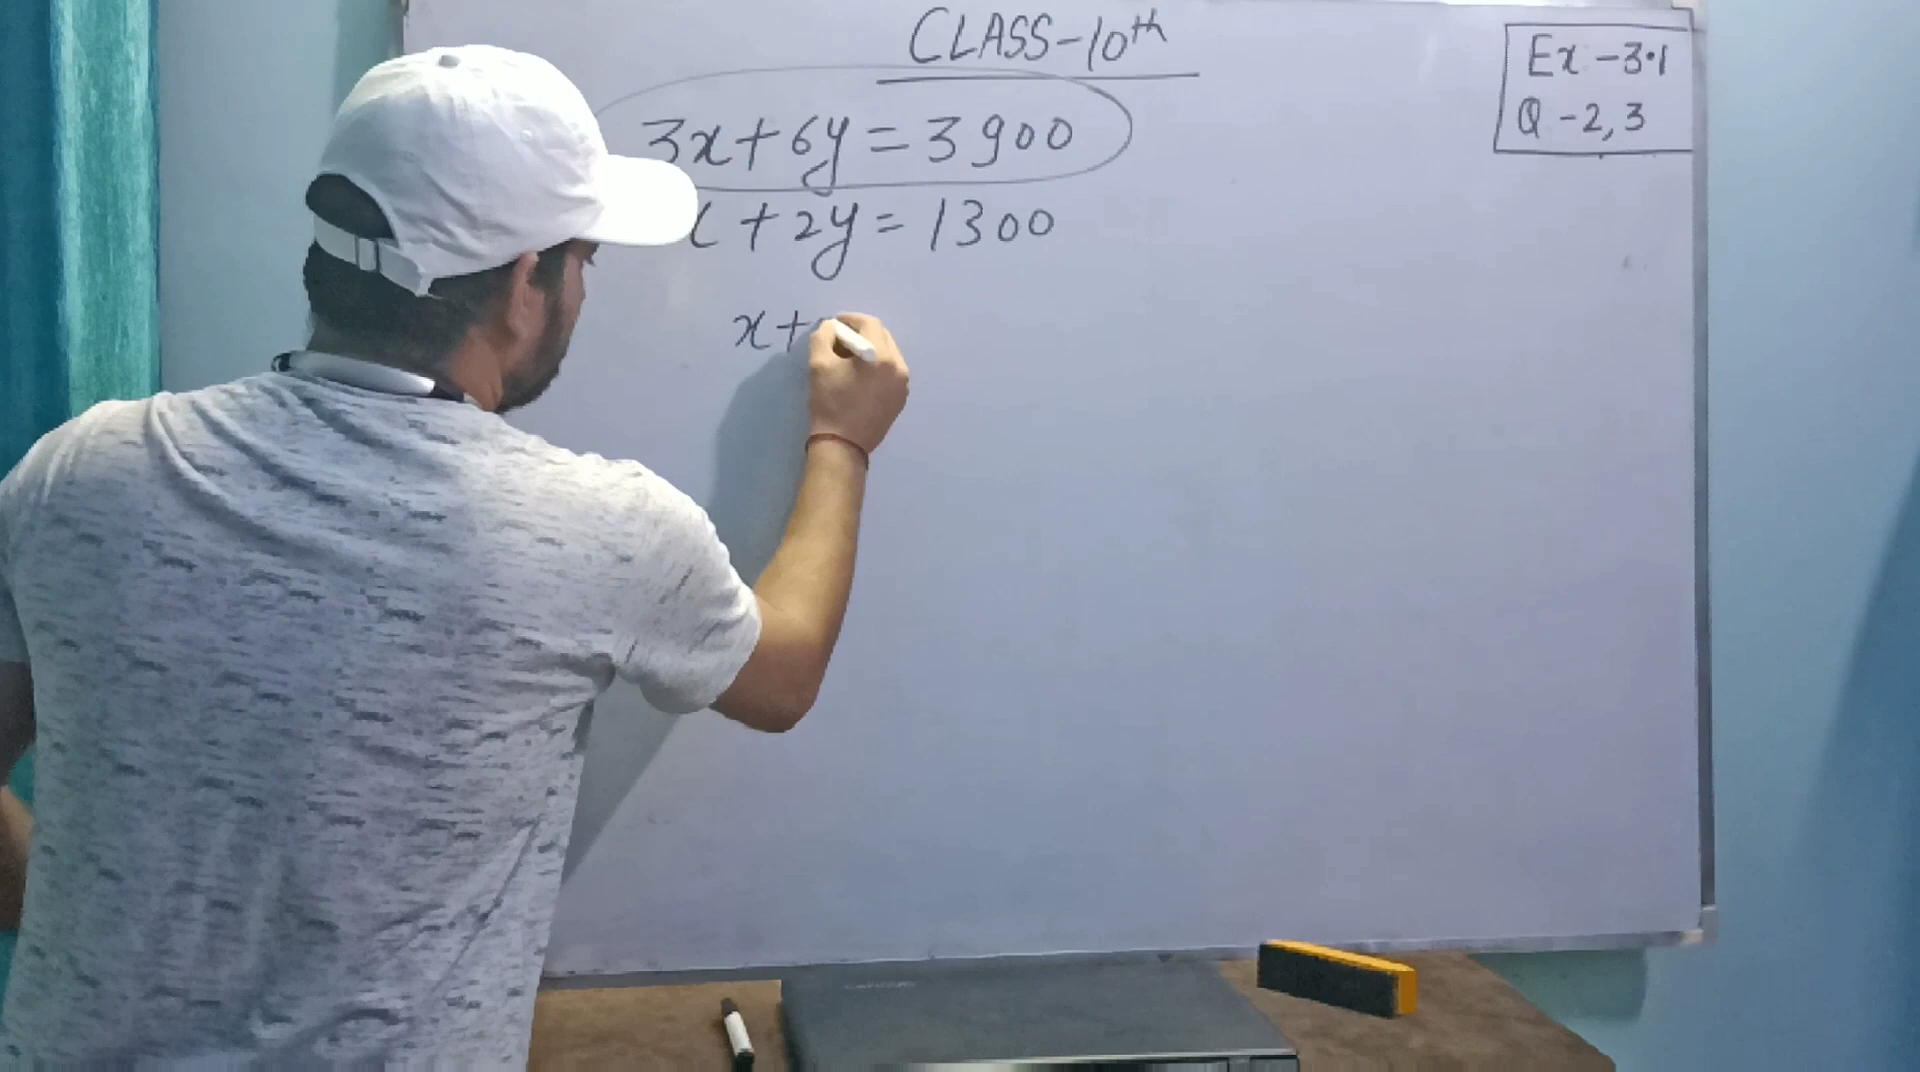 CLASS-10th
Ex-3.1
Q-2,3
3x+6y=3900
x+2y=1300
x+